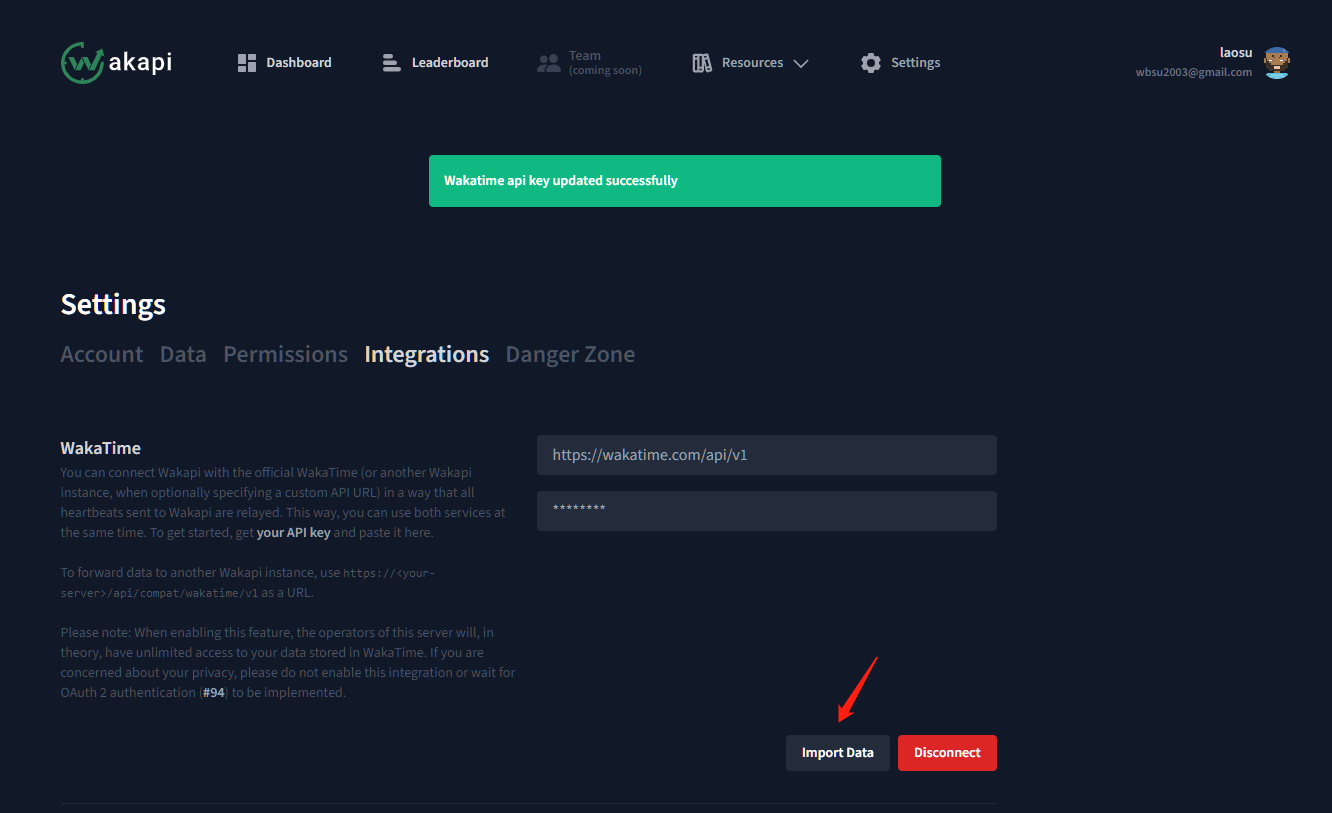 wakapi
Dashboard
Leaderboard
Team
(coming soon)
Resources
Settings
laosu
wbsu2003@gmail.com
Wakatime api key updated successfully
Settings
Account Data Permissions Integrations Danger Zone
WakaTime
You can connect Wakapi with the official WakaTime (or another Wakapi
instance, when optionally specifying a custom API URL) in a way that all
heartbeats sent to Wakapi are relayed. This way, you can use both services at
the same time. To get started, get your API key and paste it here.
To forward data to another Wakapi instance, use https://<your-
server>/api/compat/wakatime/v1 as a URL.
Please note: When enabling this feature, the operators of this server will, in
theory, have unlimited access to your data stored in WakaTime. If you are
concerned about your privacy, please do not enable this integration or wait for
OAuth 2 authentication (#94) to be implemented.
https://wakatime.com/api/v1
********
Import Data
Disconnect